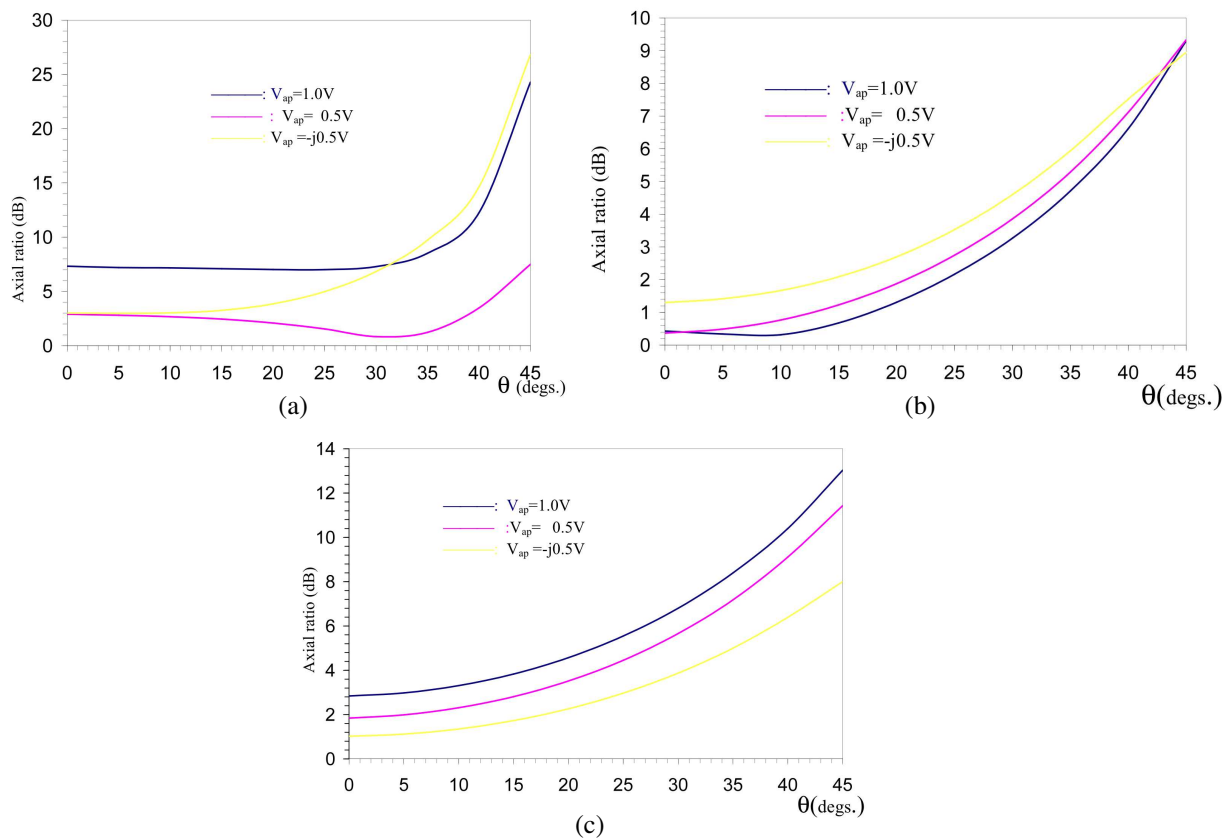 30
25
20
15
10
5
0
Axial ratio (dB)
: Vap=1.0V
: Vap= 0.5V
: Vap =-j0.5V
0 5 10 15 20 25 30 35 40 45
θ (degs.)
(a)
10
9
8
7
6
5
4
3
2
1
0
Axial ratio (dB)
: Vap=1.0V
:Vap= 0.5V
: Vap =-j0.5V
0 5 10 15 20 25 30 35 40 45
θ(degs.)
(b)
14
12
10
8
6
4
2
0
Axial ratio (dB)
: Vap=1.0V
:Vap= 0.5V
: Vap =-j0.5V
0 5 10 15 20 25 30 35 40 45
θ(degs.)
(c)